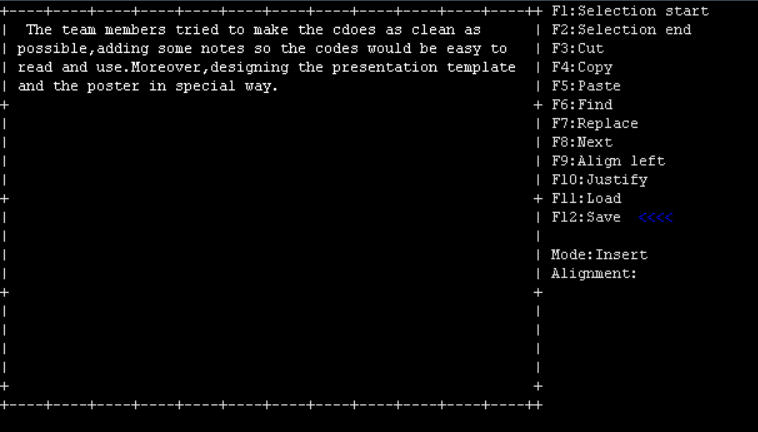 The team members tried to make the cdoes as clean as
possible,adding some notes so the codes would be easy to
read and use.Moreover,designing the presentation template
and the poster in special way.
F1:Selection start
F2:Selection end
F3:Cut
F4:Copy
F5:Paste
F6:Find
F7:Replace
F8:Next
F9:Align left
F10:Justify
F11:Load
F12:Save <<<<
Mode:Insert
Alignment: